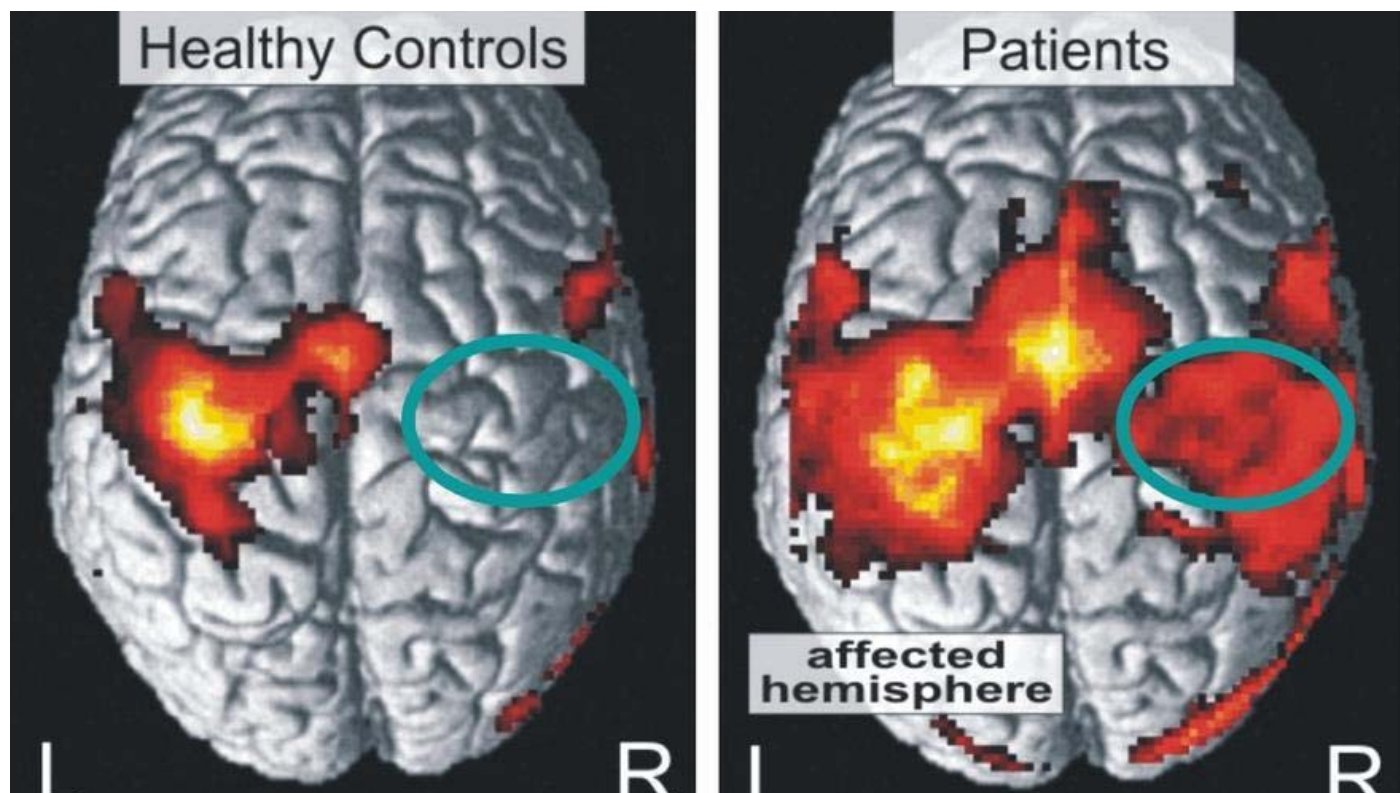 Healthy Controls
Patients
affected
hemisphere
L
R
L
R